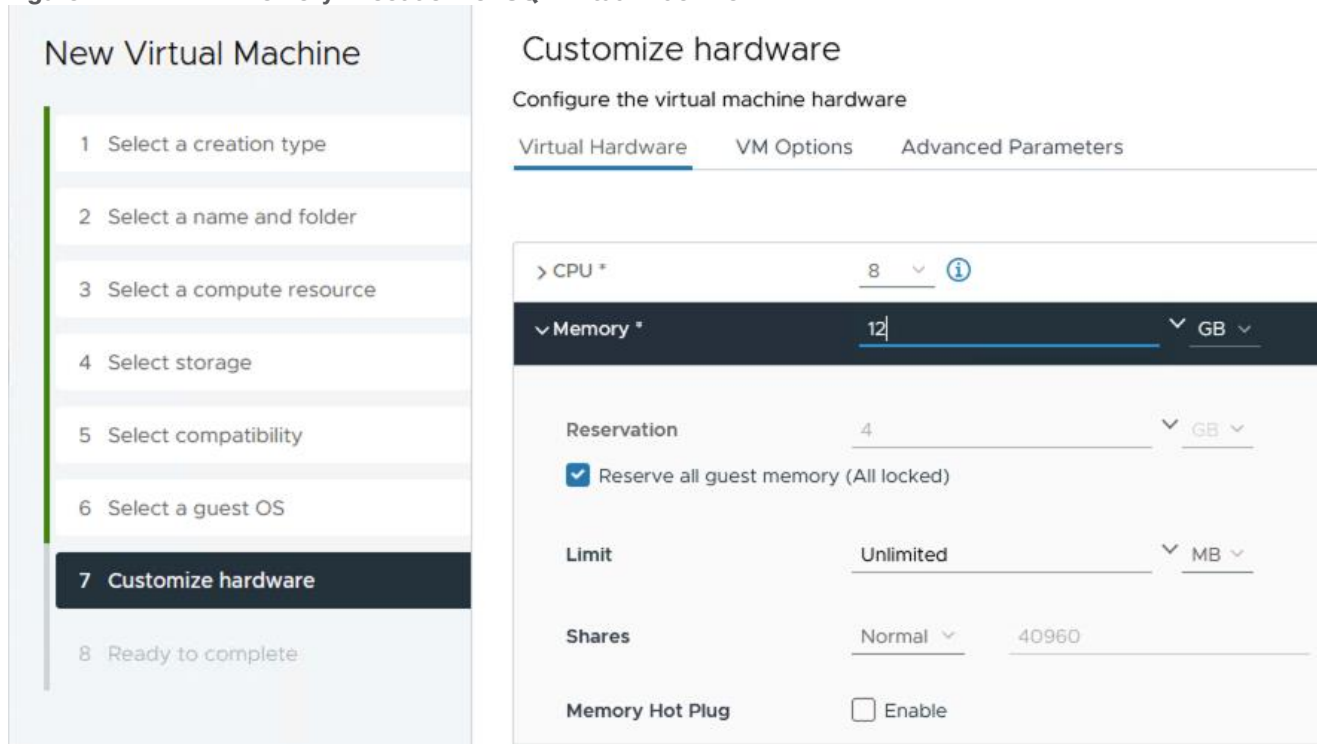 New Virtual Machine
1 Select a creation type
2 Select a name and folder
3 Select a compute resource
4 Select storage
5 Select compatibility
6 Select a guest OS
7 Customize hardware
8 Ready to complete
Customize hardware
Configure the virtual machine hardware
Virtual Hardware VM Options Advanced Parameters
CPU * 8
Memory * 12 GB
Reservation 4 GB
Reserve all guest memory (All locked)
Limit Unlimited MB
Shares Normal 40960
Memory Hot Plug Enable